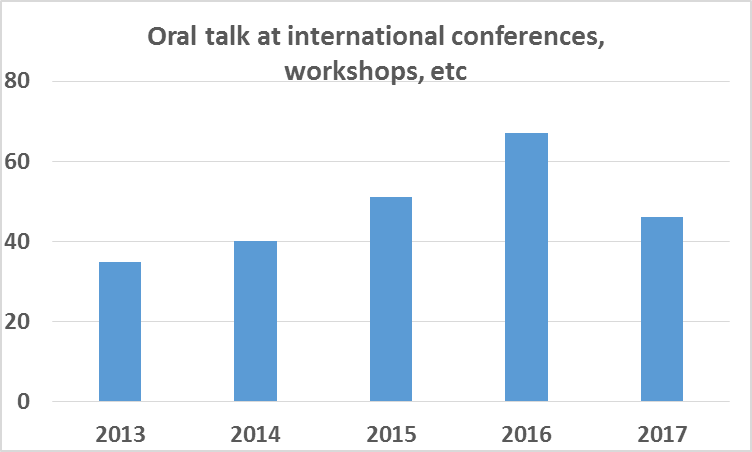 Oral talk at international conferences,
workshops, etc
80
60
40
20
0
2013 2014 2015 2016 2017